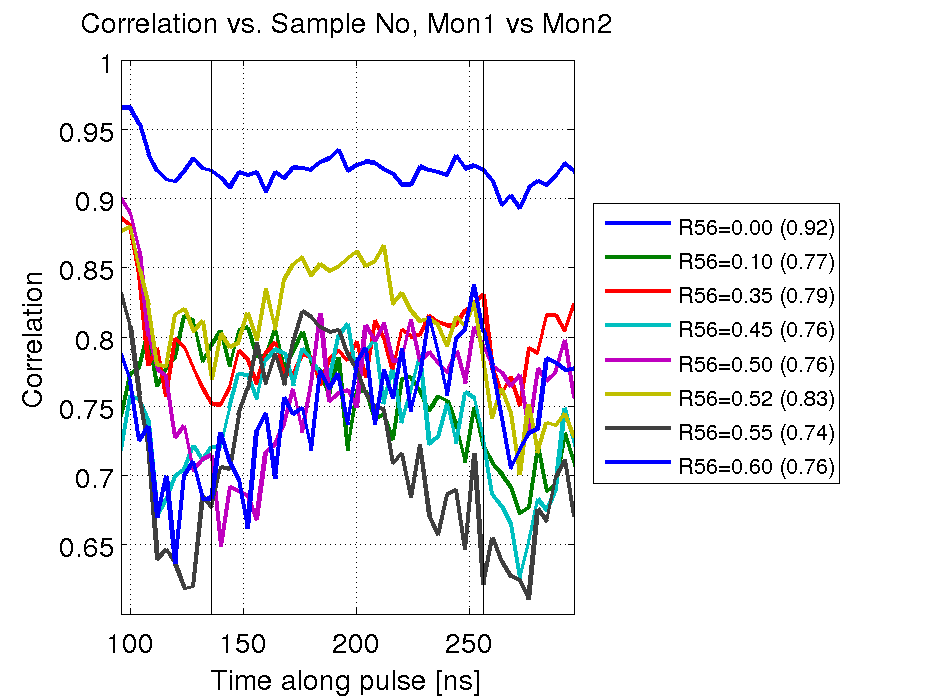 Correlation vs. Sample No, Mon1 vs Mon2
1
0.95
0.9
0.85
0.8
0.75
0.7
0.65
Correlation
100 150 200 250
Time along pulse [ns]
R56=0.00 (0.92)
R56=0.10 (0.77)
R56=0.35 (0.79)
R56=0.45 (0.76)
R56=0.50 (0.76)
R56=0.52 (0.83)
R56=0.55 (0.74)
R56=0.60 (0.76)